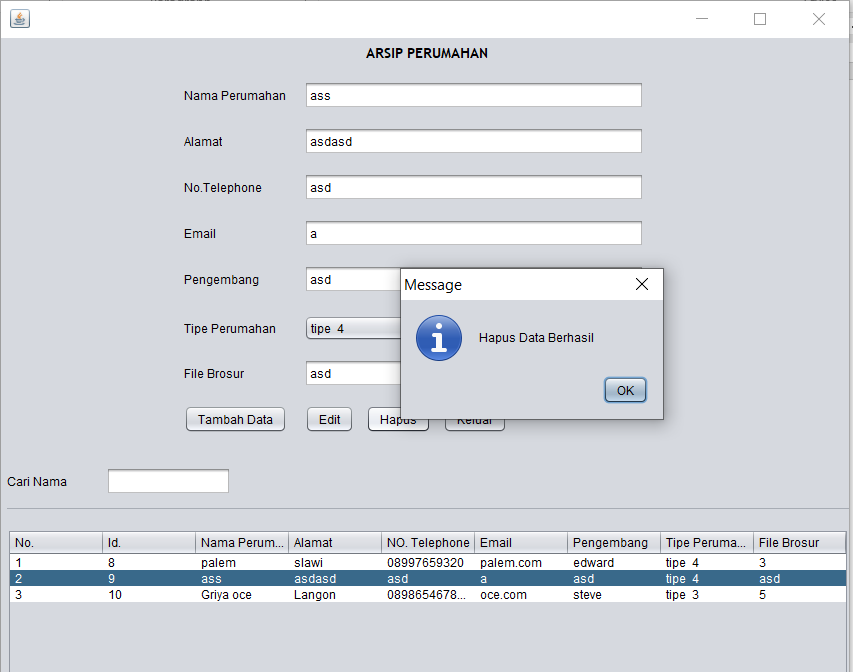 ARSIP PERUMAHAN
Nama Perumahan ass
Alamat asdasd
No.Telephone asd
Email a
Pengembang asd
Message
Tipe Perumahan tipe 4
Hapus Data Berhasil
File Brosur asd
OK
Tambah Data Edit Hapus Keluar
Cari Nama
No. Id. Nama Perum... Alamat NO. Telephone Email Pengembang Tipe Peruma... File Brosur
1 8 palem slawi 08997659320 palem.com edward tipe 4 3
2 9 ass asdasd asd a asd tipe 4 asd
3 10 Griya oce Langon 0898654678... oce.com steve tipe 3 5